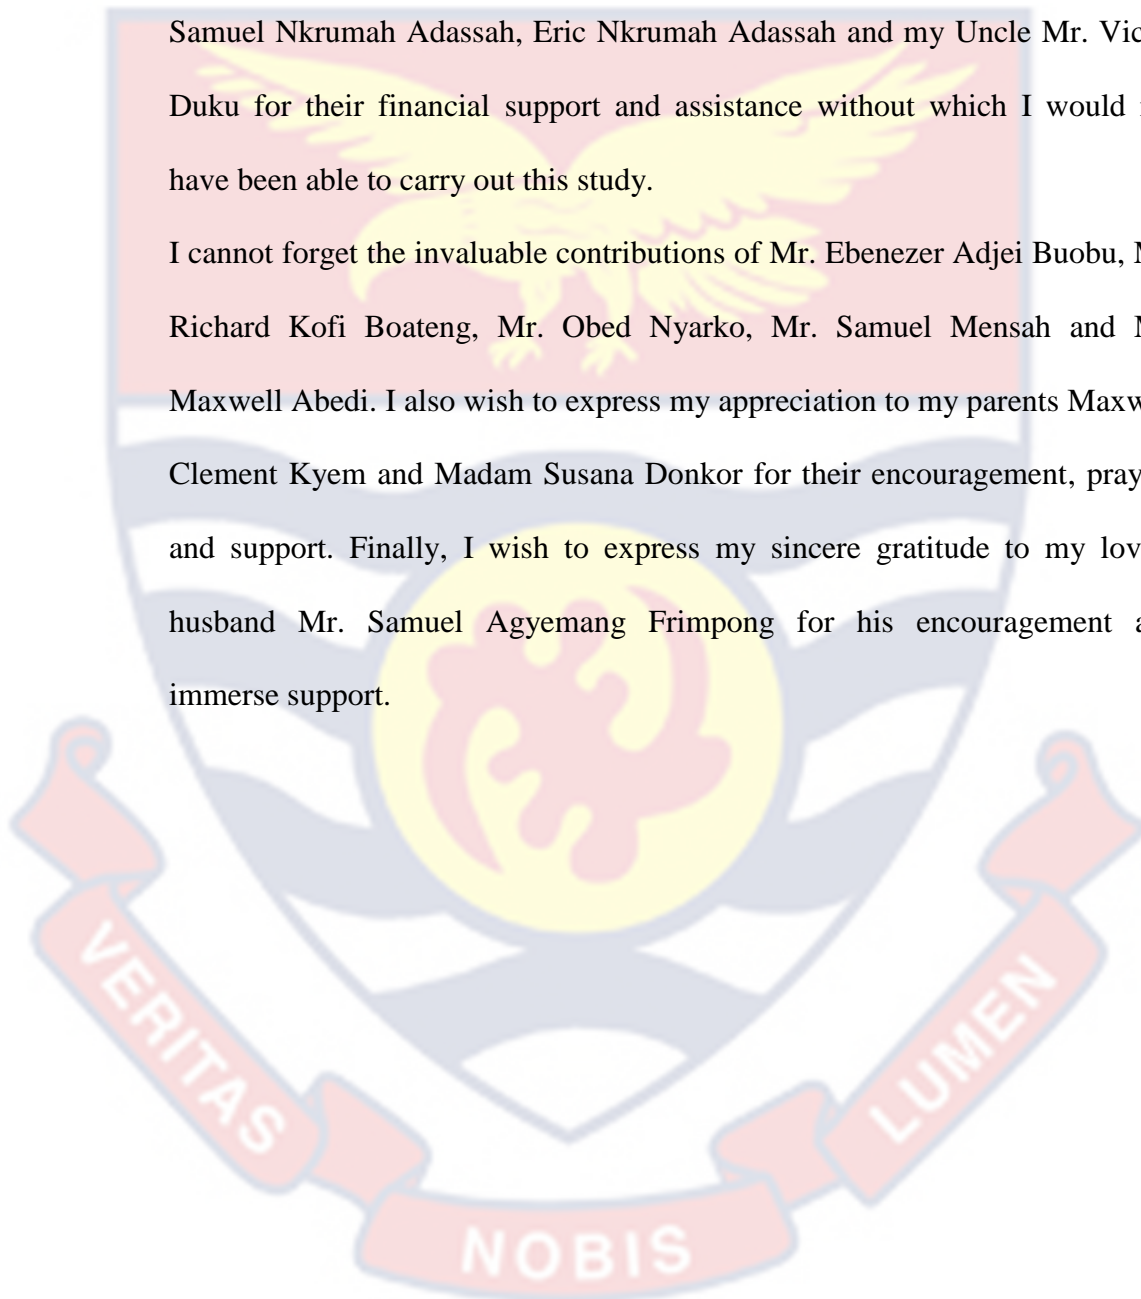 Samuel Nkrumah Adassah, Eric Nkrumah Adassah and my Uncle Mr. Vic
Duku for their financial support and assistance without which I would
have been able to carry out this study.
I cannot forget the invaluable contributions of Mr. Ebenezer Adjei Buobu,
Richard Kofi Boateng, Mr. Obed Nyarko, Mr. Samuel Mensah and
Maxwell Abedi. I also wish to express my appreciation to my parents Maxw
Clement Kyem and Madam Susana Donkor for their encouragement, pray
and support. Finally, I wish to express my sincere gratitude to my lov
husband Mr. Samuel Agyemang Frimpong for his encouragement a
immerse support.
VERITAS
NOBIS
LUMEN